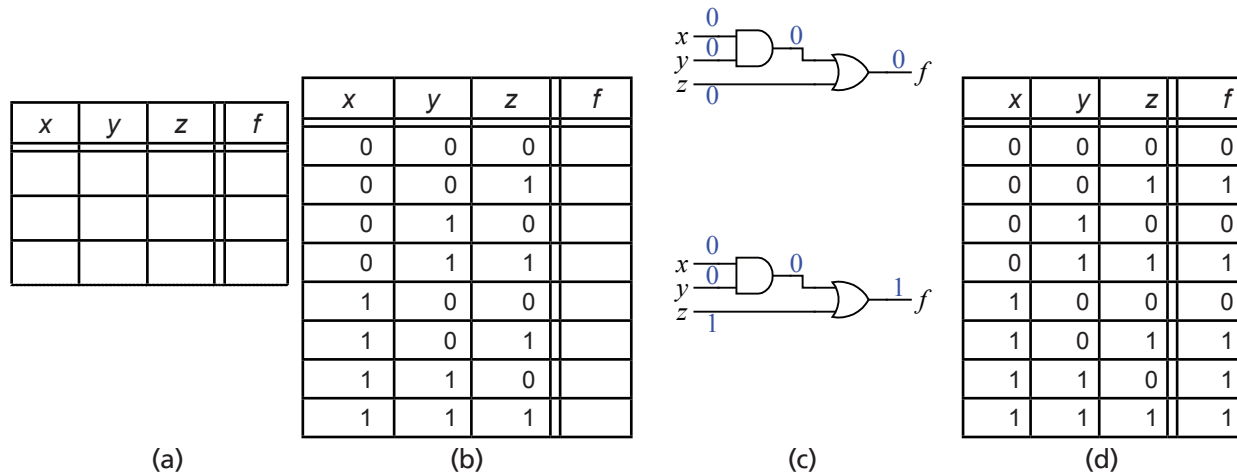 x y z f
x y z f
0 0 0
0 0 1
0 1 0
0 1 1
1 0 0
1 0 1
1 1 0
1 1 1
0
x 0 0
y 0 f
z 0
0
x 0 0
y 1 f
z 1
x y z f
0 0 0 0
0 0 1 1
0 1 0 0
0 1 1 1
1 0 0 0
1 0 1 1
1 1 0 1
1 1 1 1
(a) (b) (c) (d)